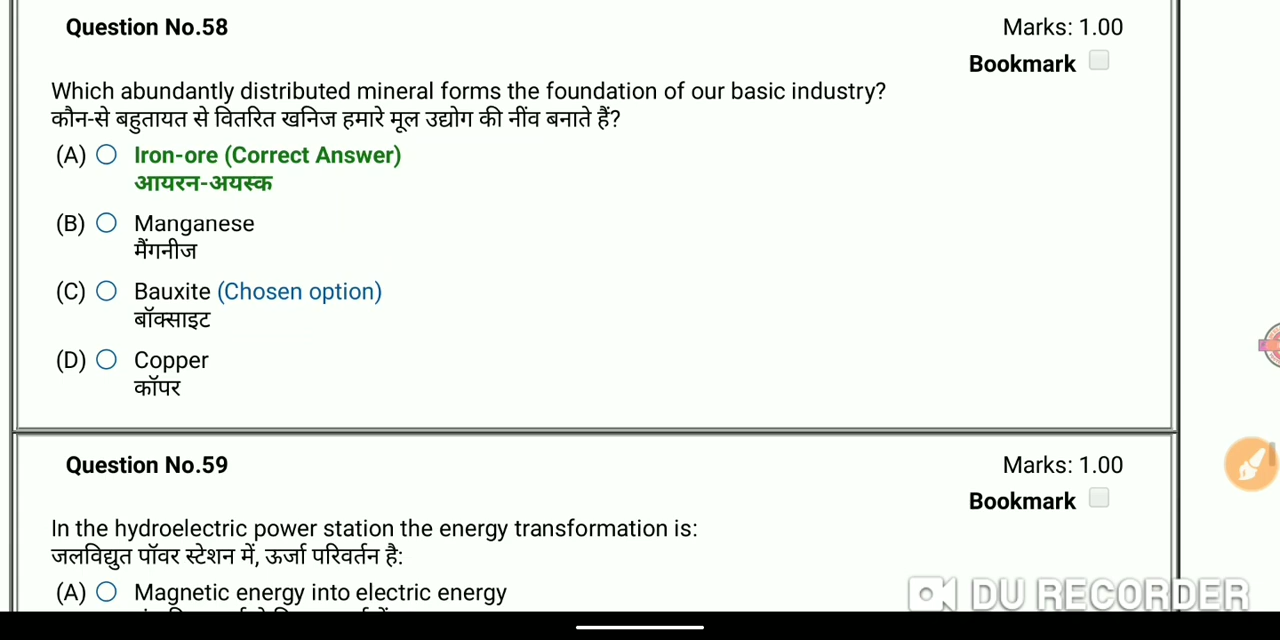 Question No.58
Marks: 1.00
Bookmark
Which abundantly distributed mineral forms the foundation of our basic industry?
कौन-से बहुतायत से वितरित खनिज हमारे मूल उद्योग की नींव बनाते हैं?
(A) Iron-ore (Correct Answer)
आयरन-अयस्क
(B) Manganese
मैंगनीज
(C) Bauxite (Chosen option)
बॉक्साइट
(D) Copper
कॉपर
Question No.59
Marks: 1.00
Bookmark
In the hydroelectric power station the energy transformation is:
जलविद्युत पॉवर स्टेशन में, ऊर्जा परिवर्तन है:
(A) Magnetic energy into electric energy
DU RECORDER